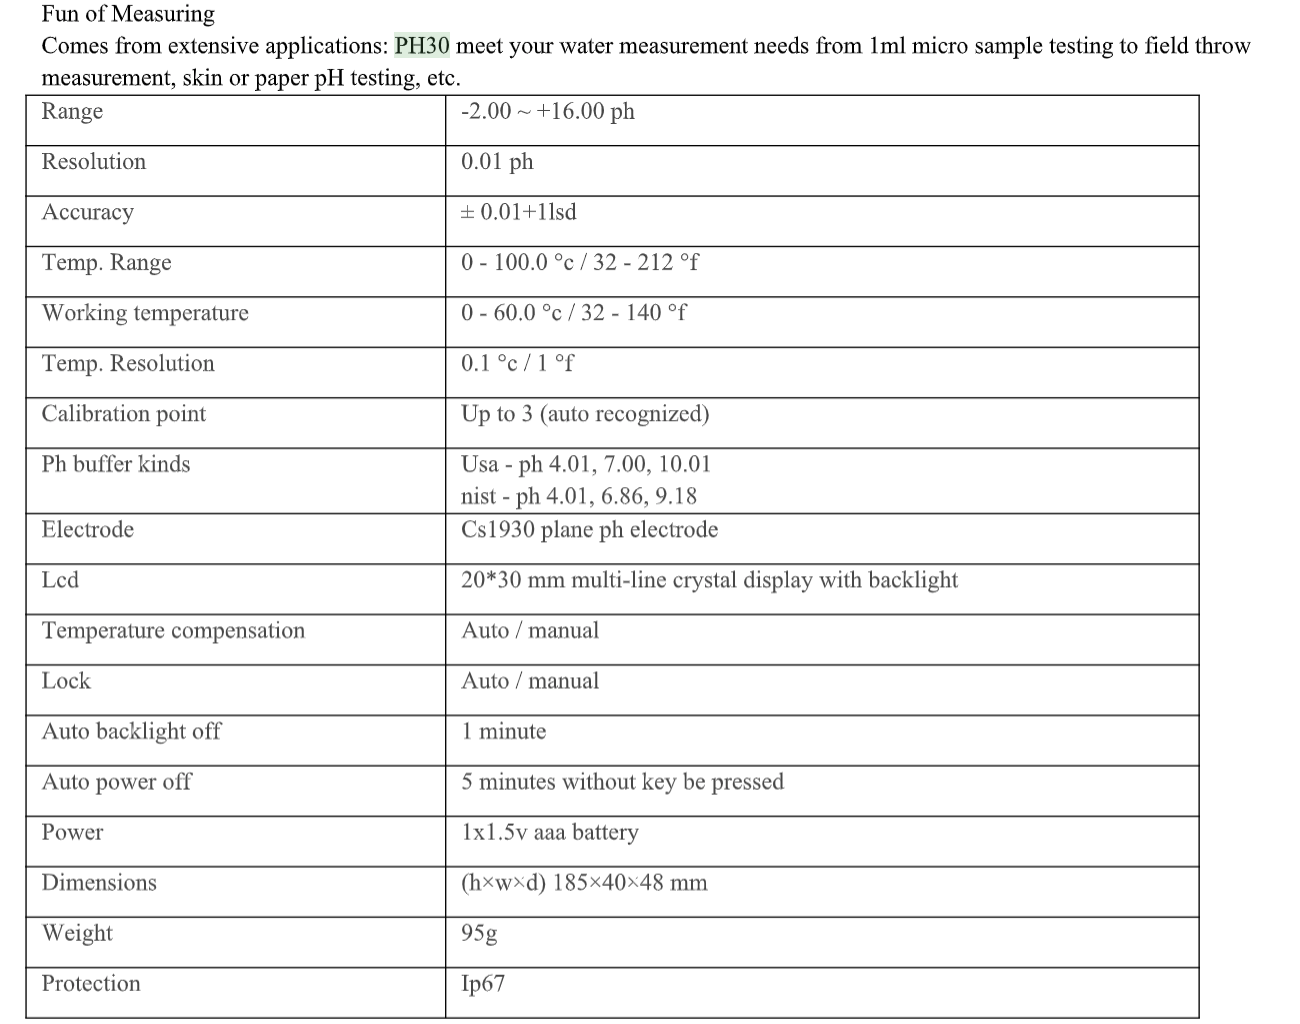 Fun of Measuring
Comes from extensive applications: PH30 meet your water measurement needs from 1ml micro sample testing to field throw
measurement, skin or paper pH testing, etc.
Range -2.00 ~ +16.00 ph
Resolution 0.01 ph
Accuracy ± 0.01+1lsd
Temp. Range 0 - 100.0 °c / 32 - 212 °f
Working temperature 0 - 60.0 °c / 32 - 140 °f
Temp. Resolution 0.1 °c / 1 °f
Calibration point Up to 3 (auto recognized)
Ph buffer kinds Usa - ph 4.01, 7.00, 10.01
nist - ph 4.01, 6.86, 9.18
Electrode Cs1930 plane ph electrode
Lcd 20*30 mm multi-line crystal display with backlight
Temperature compensation Auto / manual
Lock Auto / manual
Auto backlight off 1 minute
Auto power off 5 minutes without key be pressed
Power 1x1.5v aaa battery
Dimensions (h×w×d) 185×40×48 mm
Weight 95g
Protection Ip67